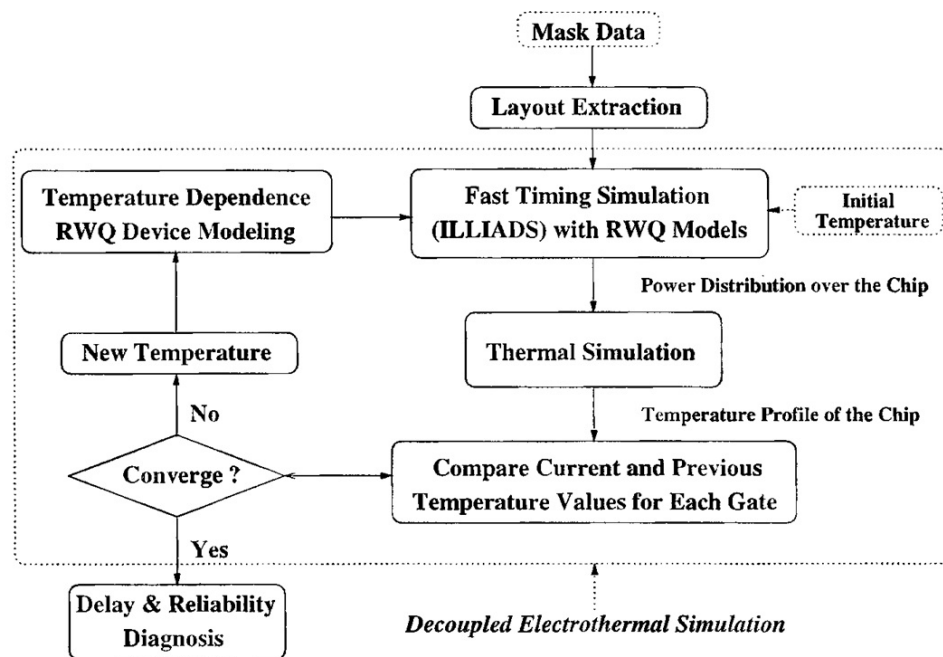 Mask Data
Layout Extraction
Temperature Dependence
RWQ Device Modeling
Fast Timing Simulation
(ILLIADS) with RWQ Models
Initial
Temperature
Power Distribution over the Chip
New Temperature
Thermal Simulation
No
Temperature Profile of the Chip
Converge ?
Compare Current and Previous
Temperature Values for Each Gate
Yes
Delay & Reliability
Diagnosis
Decoupled Electrothermal Simulation